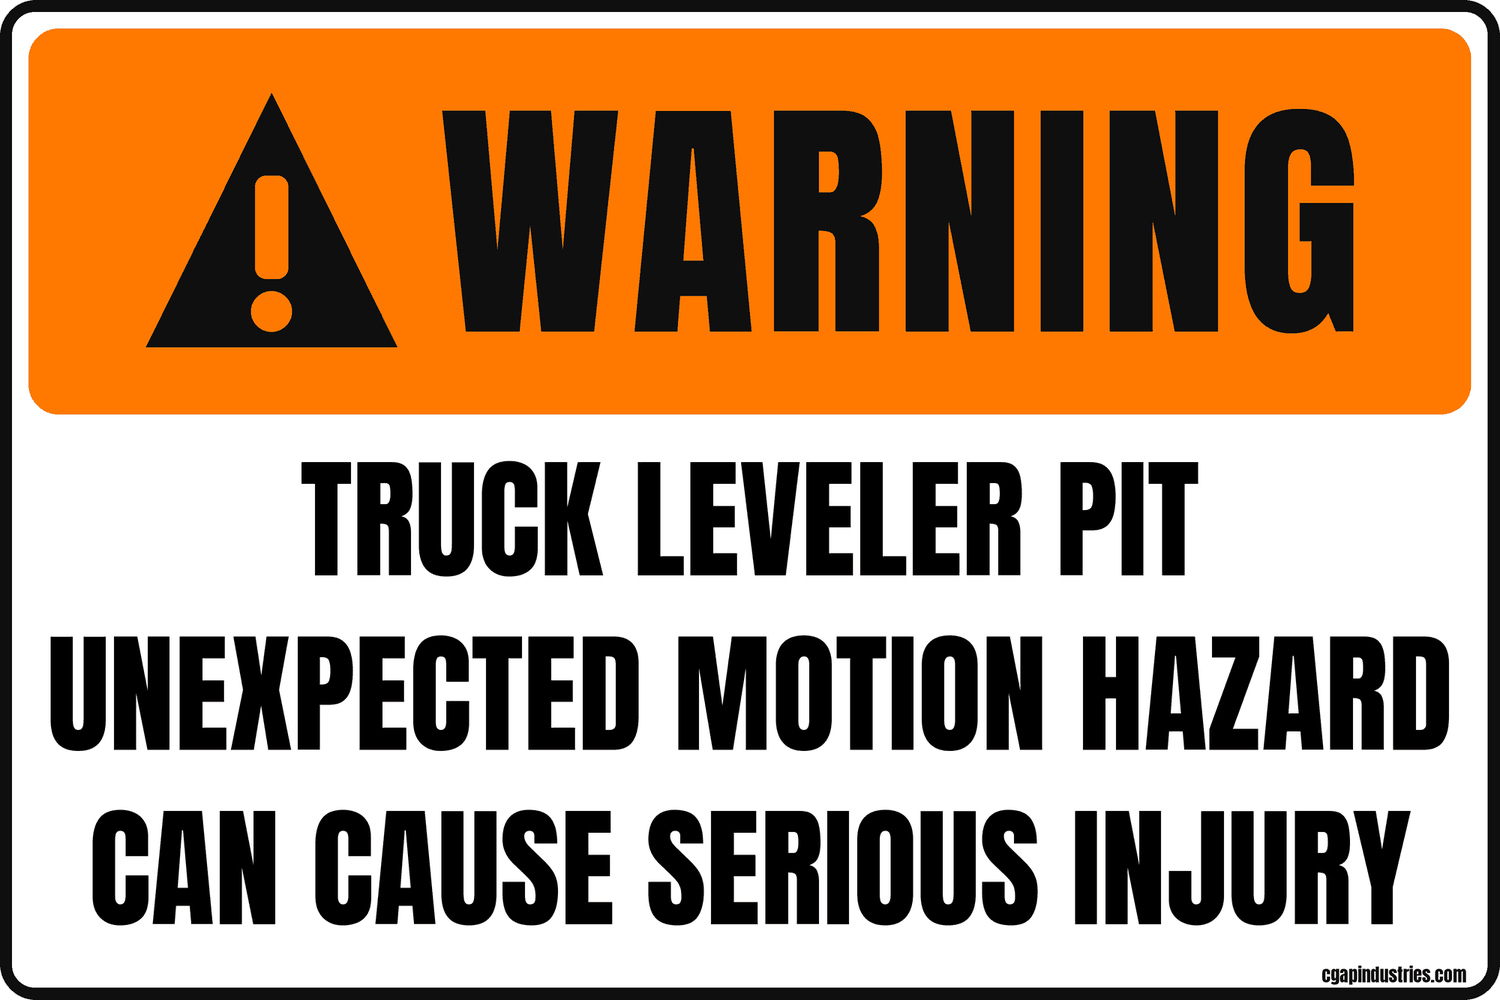 WARNING
TRUCK LEVELER PIT
UNEXPECTED MOTION HAZARD
CAN CAUSE SERIOUS INJURY
cgapindustries.com